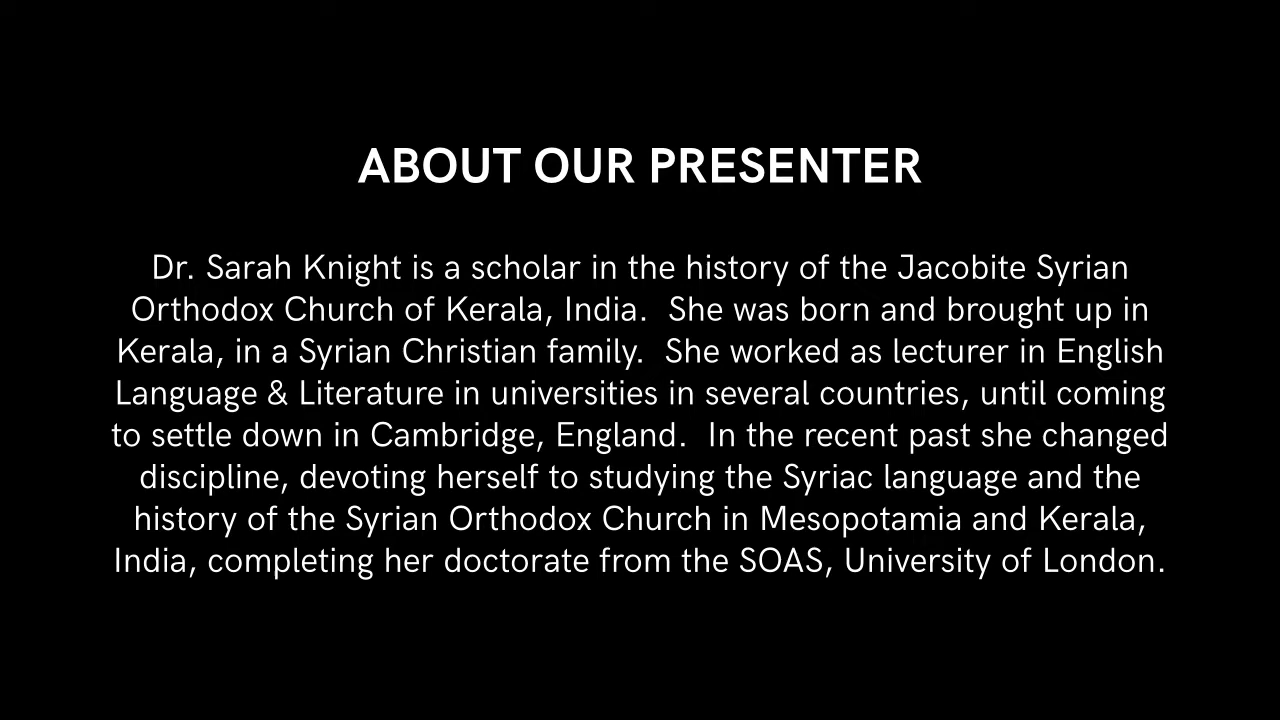 ABOUT OUR PRESENTER
Dr. Sarah Knight is a scholar in the history of the Jacobite Syrian
Orthodox Church of Kerala, India.  She was born and brought up in
Kerala, in a Syrian Christian family.  She worked as lecturer in English
Language & Literature in universities in several countries, until coming
to settle down in Cambridge, England.  In the recent past she changed
discipline, devoting herself to studying the Syriac language and the
history of the Syrian Orthodox Church in Mesopotamia and Kerala,
India, completing her doctorate from the SOAS, University of London.